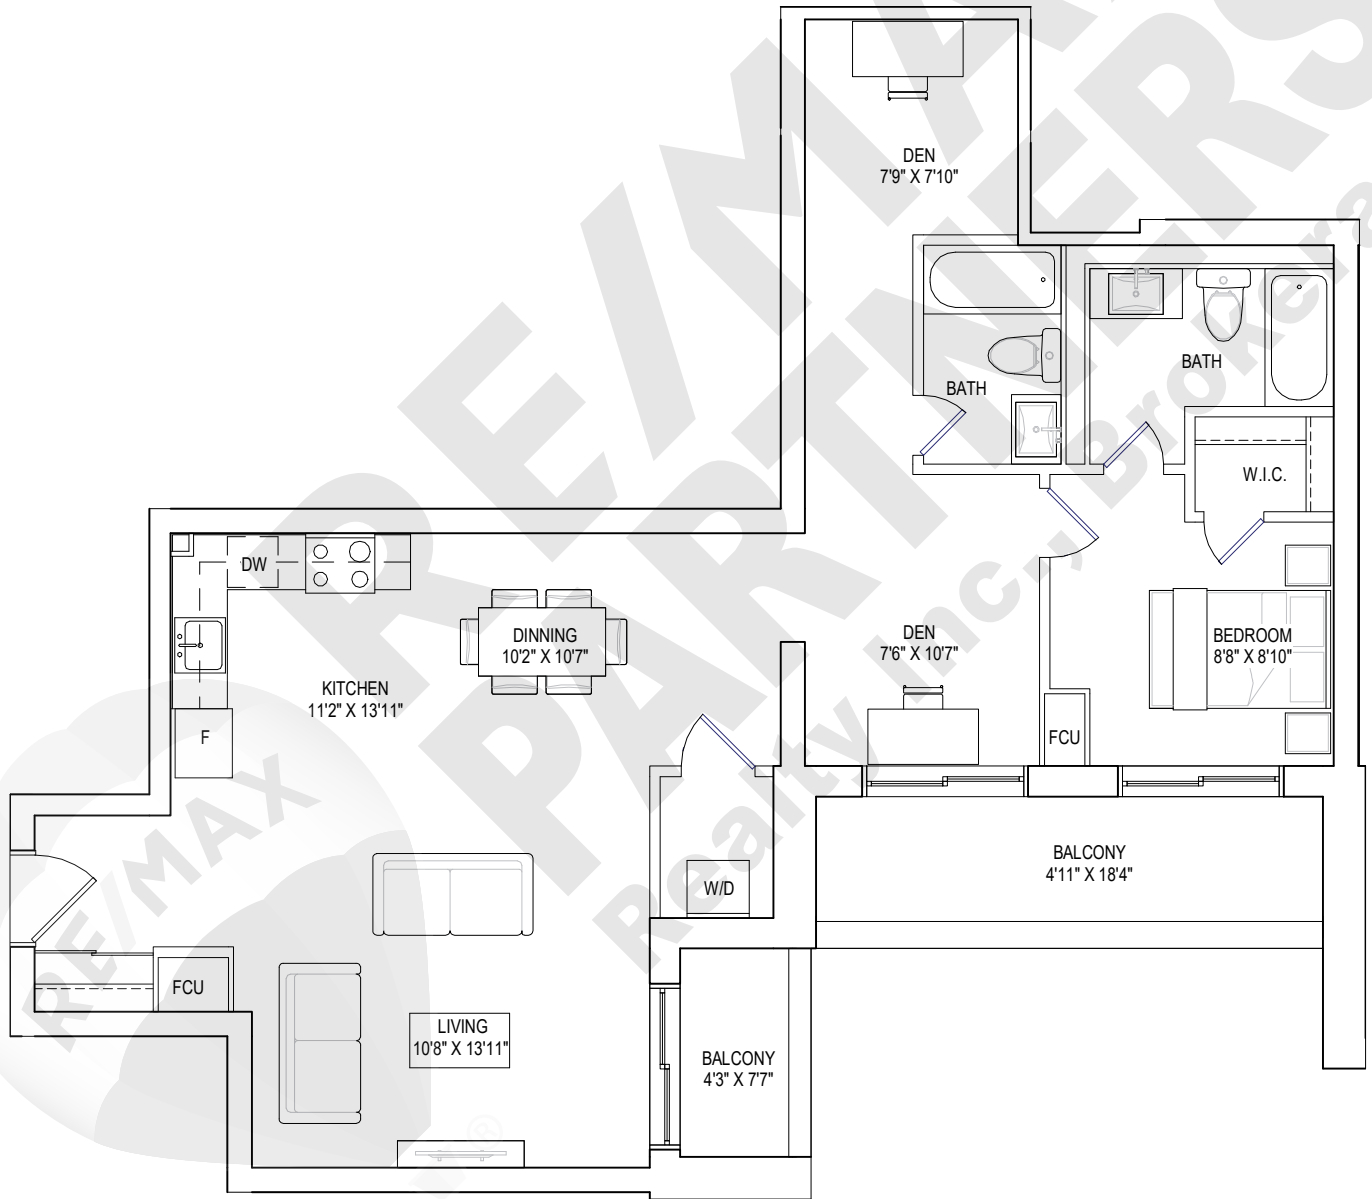 RE/MAX
PARTNERS
Realty Inc., Brokera
DEN
7'9" X 7'10"
BATH
BATH
W.I.C.
DW
DINNING
10'2" X 10'7"
DEN
7'6" X 10'7"
BEDROOM
8'8" X 8'10"
KITCHEN
11'2" X 13'11"
F
FCU
RE/MAX
BALCONY
4'11" X 18'4"
W/D
FCU
LIVING
10'8" X 13'11"
BALCONY
4'3" X 7'7"
®